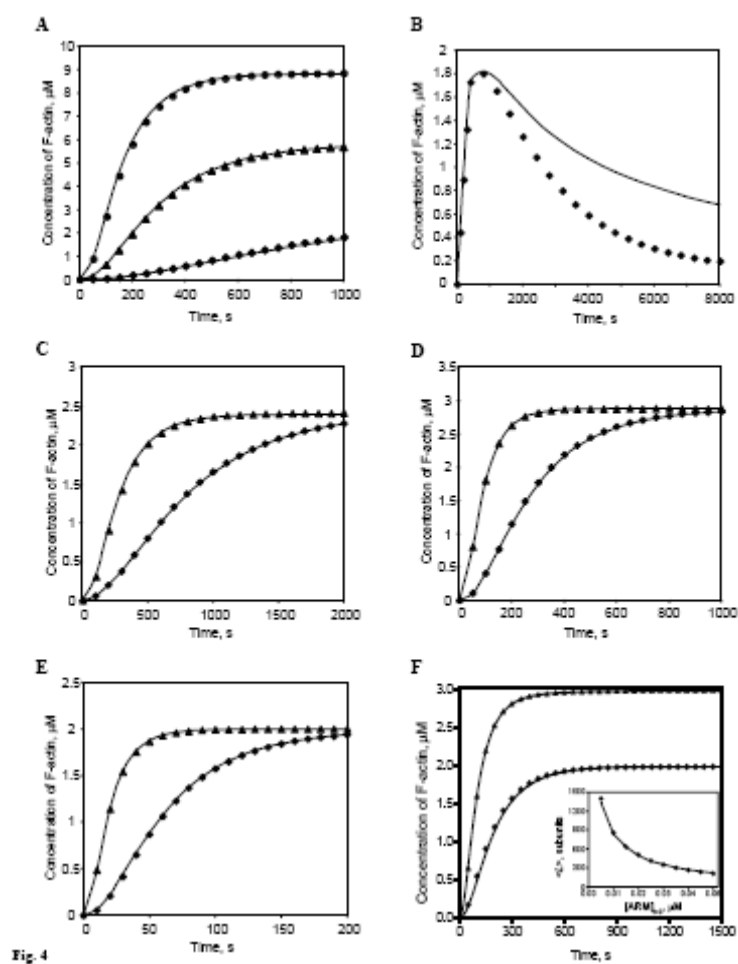 A
Concentration of F-actin, µM
10
9
8
7
6
5
4
3
2
1
0
0 200 400 600 800 1000
Time, s
B
Concentration of F-actin, µM
2
1.8
1.6
1.4
1.2
1
0.8
0.6
0.4
0.2
0
0 2000 4000 6000 8000
Time, s
C
Concentration of F-actin, µM
3
2.5
2
1.5
1
0.5
0
0 500 1000 1500 2000
Time, s
D
Concentration of F-actin, µM
3.5
3
2.5
2
1.5
1
0.5
0
0 200 400 600 800 1000
Time, s
E
Concentration of F-actin, µM
2.5
2
1.5
1
0.5
0
0 50 100 150 200
Time, s
F
Concentration of F-actin, µM
3.0
2.5
2.0
1.5
1.0
0.5
0.0
0 300 600 900 1200 1500
Time, s
subunits
900
600
300
Fig. 4